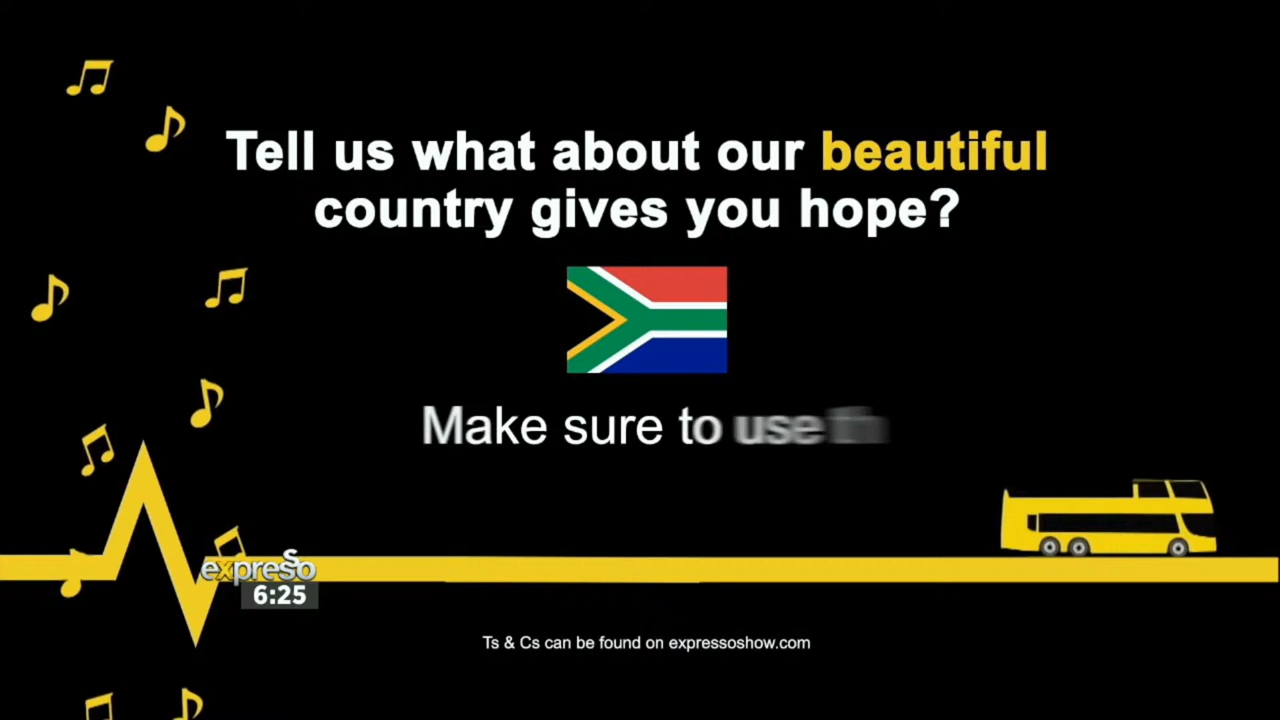 Tell us what about our beautiful
country gives you hope?
Make sure to use
expresso
6:25
Ts & Cs can be found on expressoshow.com